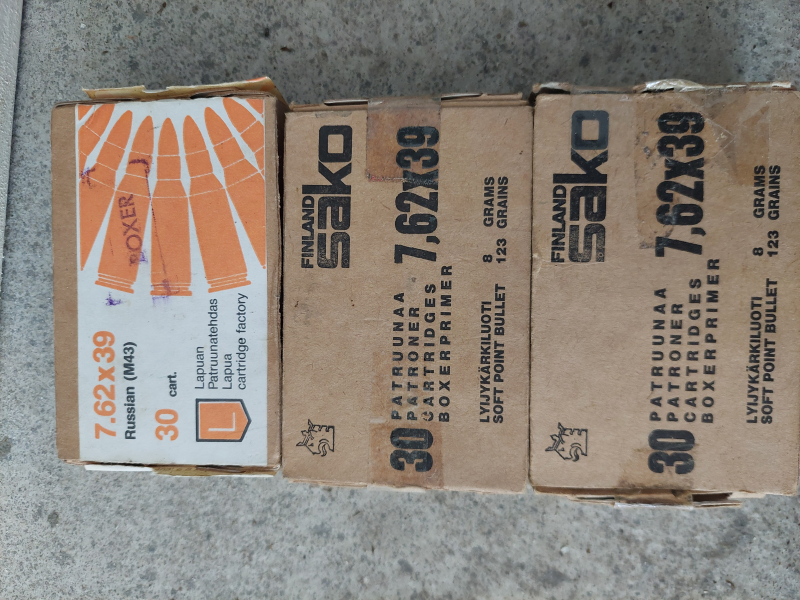 BOXER
7.62x39
Russian (M43)
30 cart.
L
Lapuan
Patruunatehdas
Lapua
cartridge factory
FINLAND
sako
30 PATRUUNAA
PATRONER
CARTRIDGES
BOXERPRIMER
7,62x39
LYIJYKÄRKILUOTI
SOFT POINT BULLET
8 GRAMS
123 GRAINS
FINLAND
sako
30 PATRUUNAA
PATRONER
CARTRIDGES
BOXERPRIMER
7,62x39
LYIJYKÄRKILUOTI
SOFT POINT BULLET
8 GRAMS
123 GRAINS